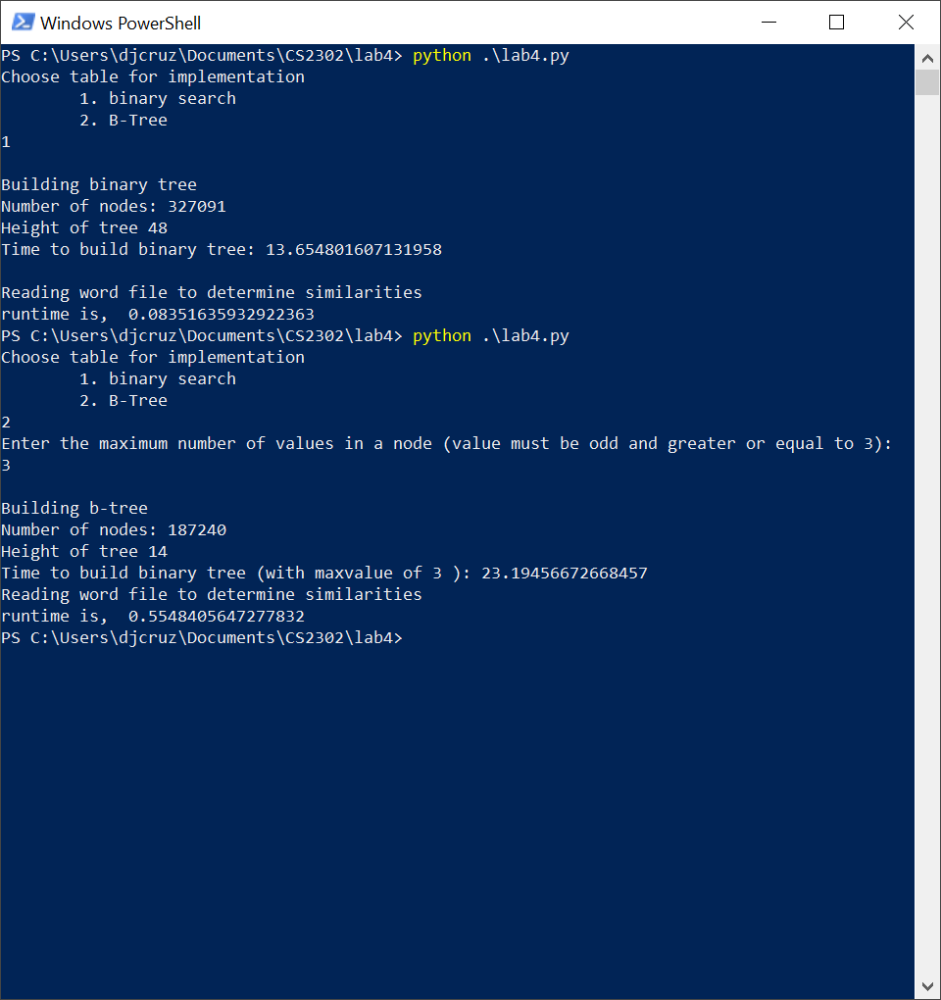 Windows PowerShell
PS C:\Users\djcruz\Documents\CS2302\lab4> python .\lab4.py
Choose table for implementation
        1. binary search
        2. B-Tree
1
Building binary tree
Number of nodes: 327091
Height of tree 48
Time to build binary tree: 13.654801607131958
Reading word file to determine similarities
runtime is,  0.08351635932922363
PS C:\Users\djcruz\Documents\CS2302\lab4> python .\lab4.py
Choose table for implementation
        1. binary search
        2. B-Tree
2
Enter the maximum number of values in a node (value must be odd and greater or equal to 3):
3
Building b-tree
Number of nodes: 187240
Height of tree 14
Time to build binary tree (with maxvalue of 3 ): 23.19456672668457
Reading word file to determine similarities
runtime is,  0.5548405647277832
PS C:\Users\djcruz\Documents\CS2302\lab4>